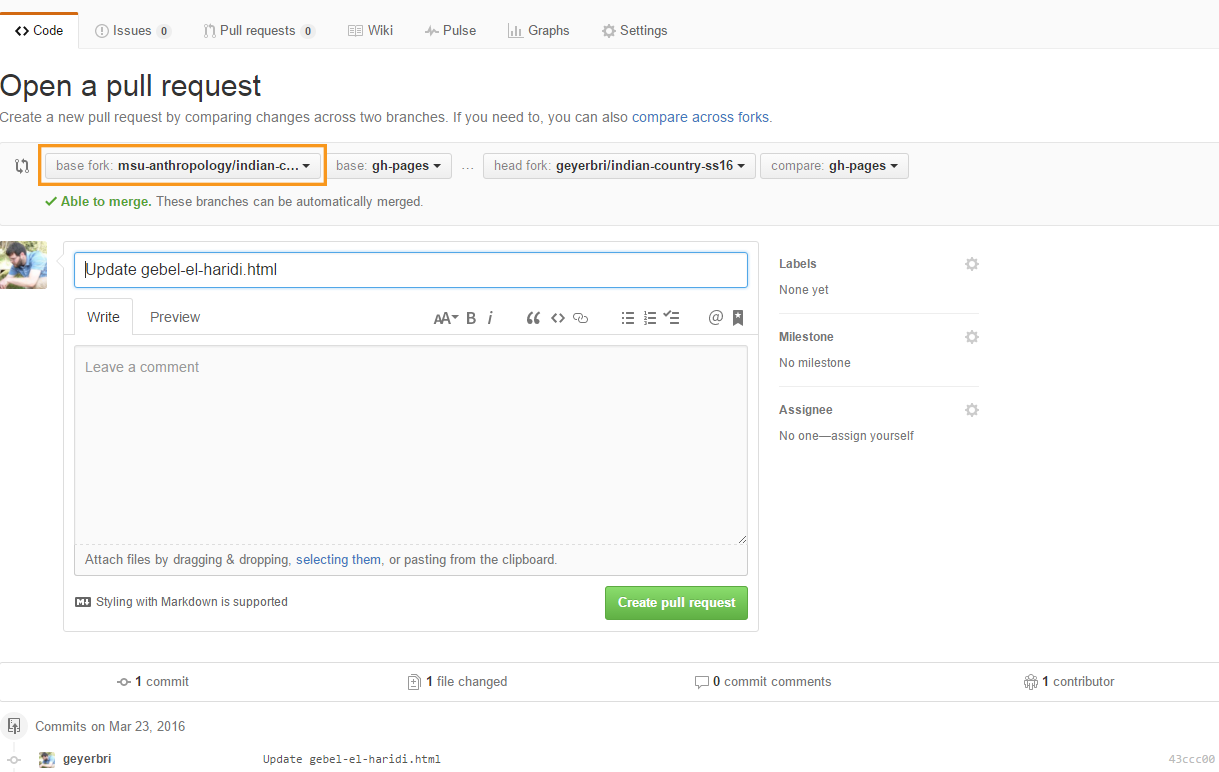 Code Issues 0 Pull requests 0 Wiki Pulse Graphs Settings
Open a pull request
Create a new pull request by comparing changes across two branches. If you need to, you can also compare across forks.
base fork: msu-anthropology/indian-c... base: gh-pages ... head fork: geyerbri/indian-country-ss16 compare: gh-pages
Able to merge. These branches can be automatically merged.
Update gebel-el-haridi.html
Write Preview AA B i @
Leave a comment
Attach files by dragging & dropping, selecting them, or pasting from the clipboard.
Styling with Markdown is supported
Create pull request
Labels
None yet
Milestone
No milestone
Assignee
No one—assign yourself
1 commit 1 file changed 0 commit comments 1 contributor
Commits on Mar 23, 2016
geyerbri Update gebel-el-haridi.html 43ccc00